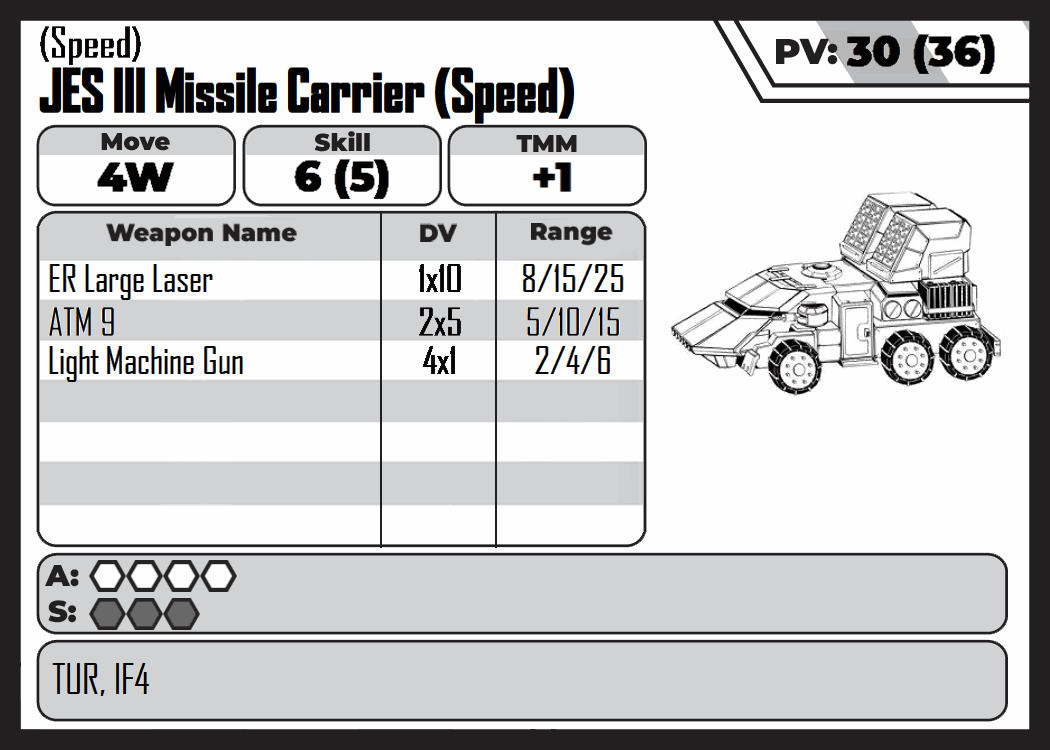 (Speed)
JES III Missile Carrier (Speed)
PV: 30 (36)
Move Skill TMM
4W 6 (5) +1
Weapon Name DV Range
ER Large Laser 1x10 8/15/25
ATM 9 2x5 5/10/15
Light Machine Gun 4x1 2/4/6
A:
S:
TUR, IF4